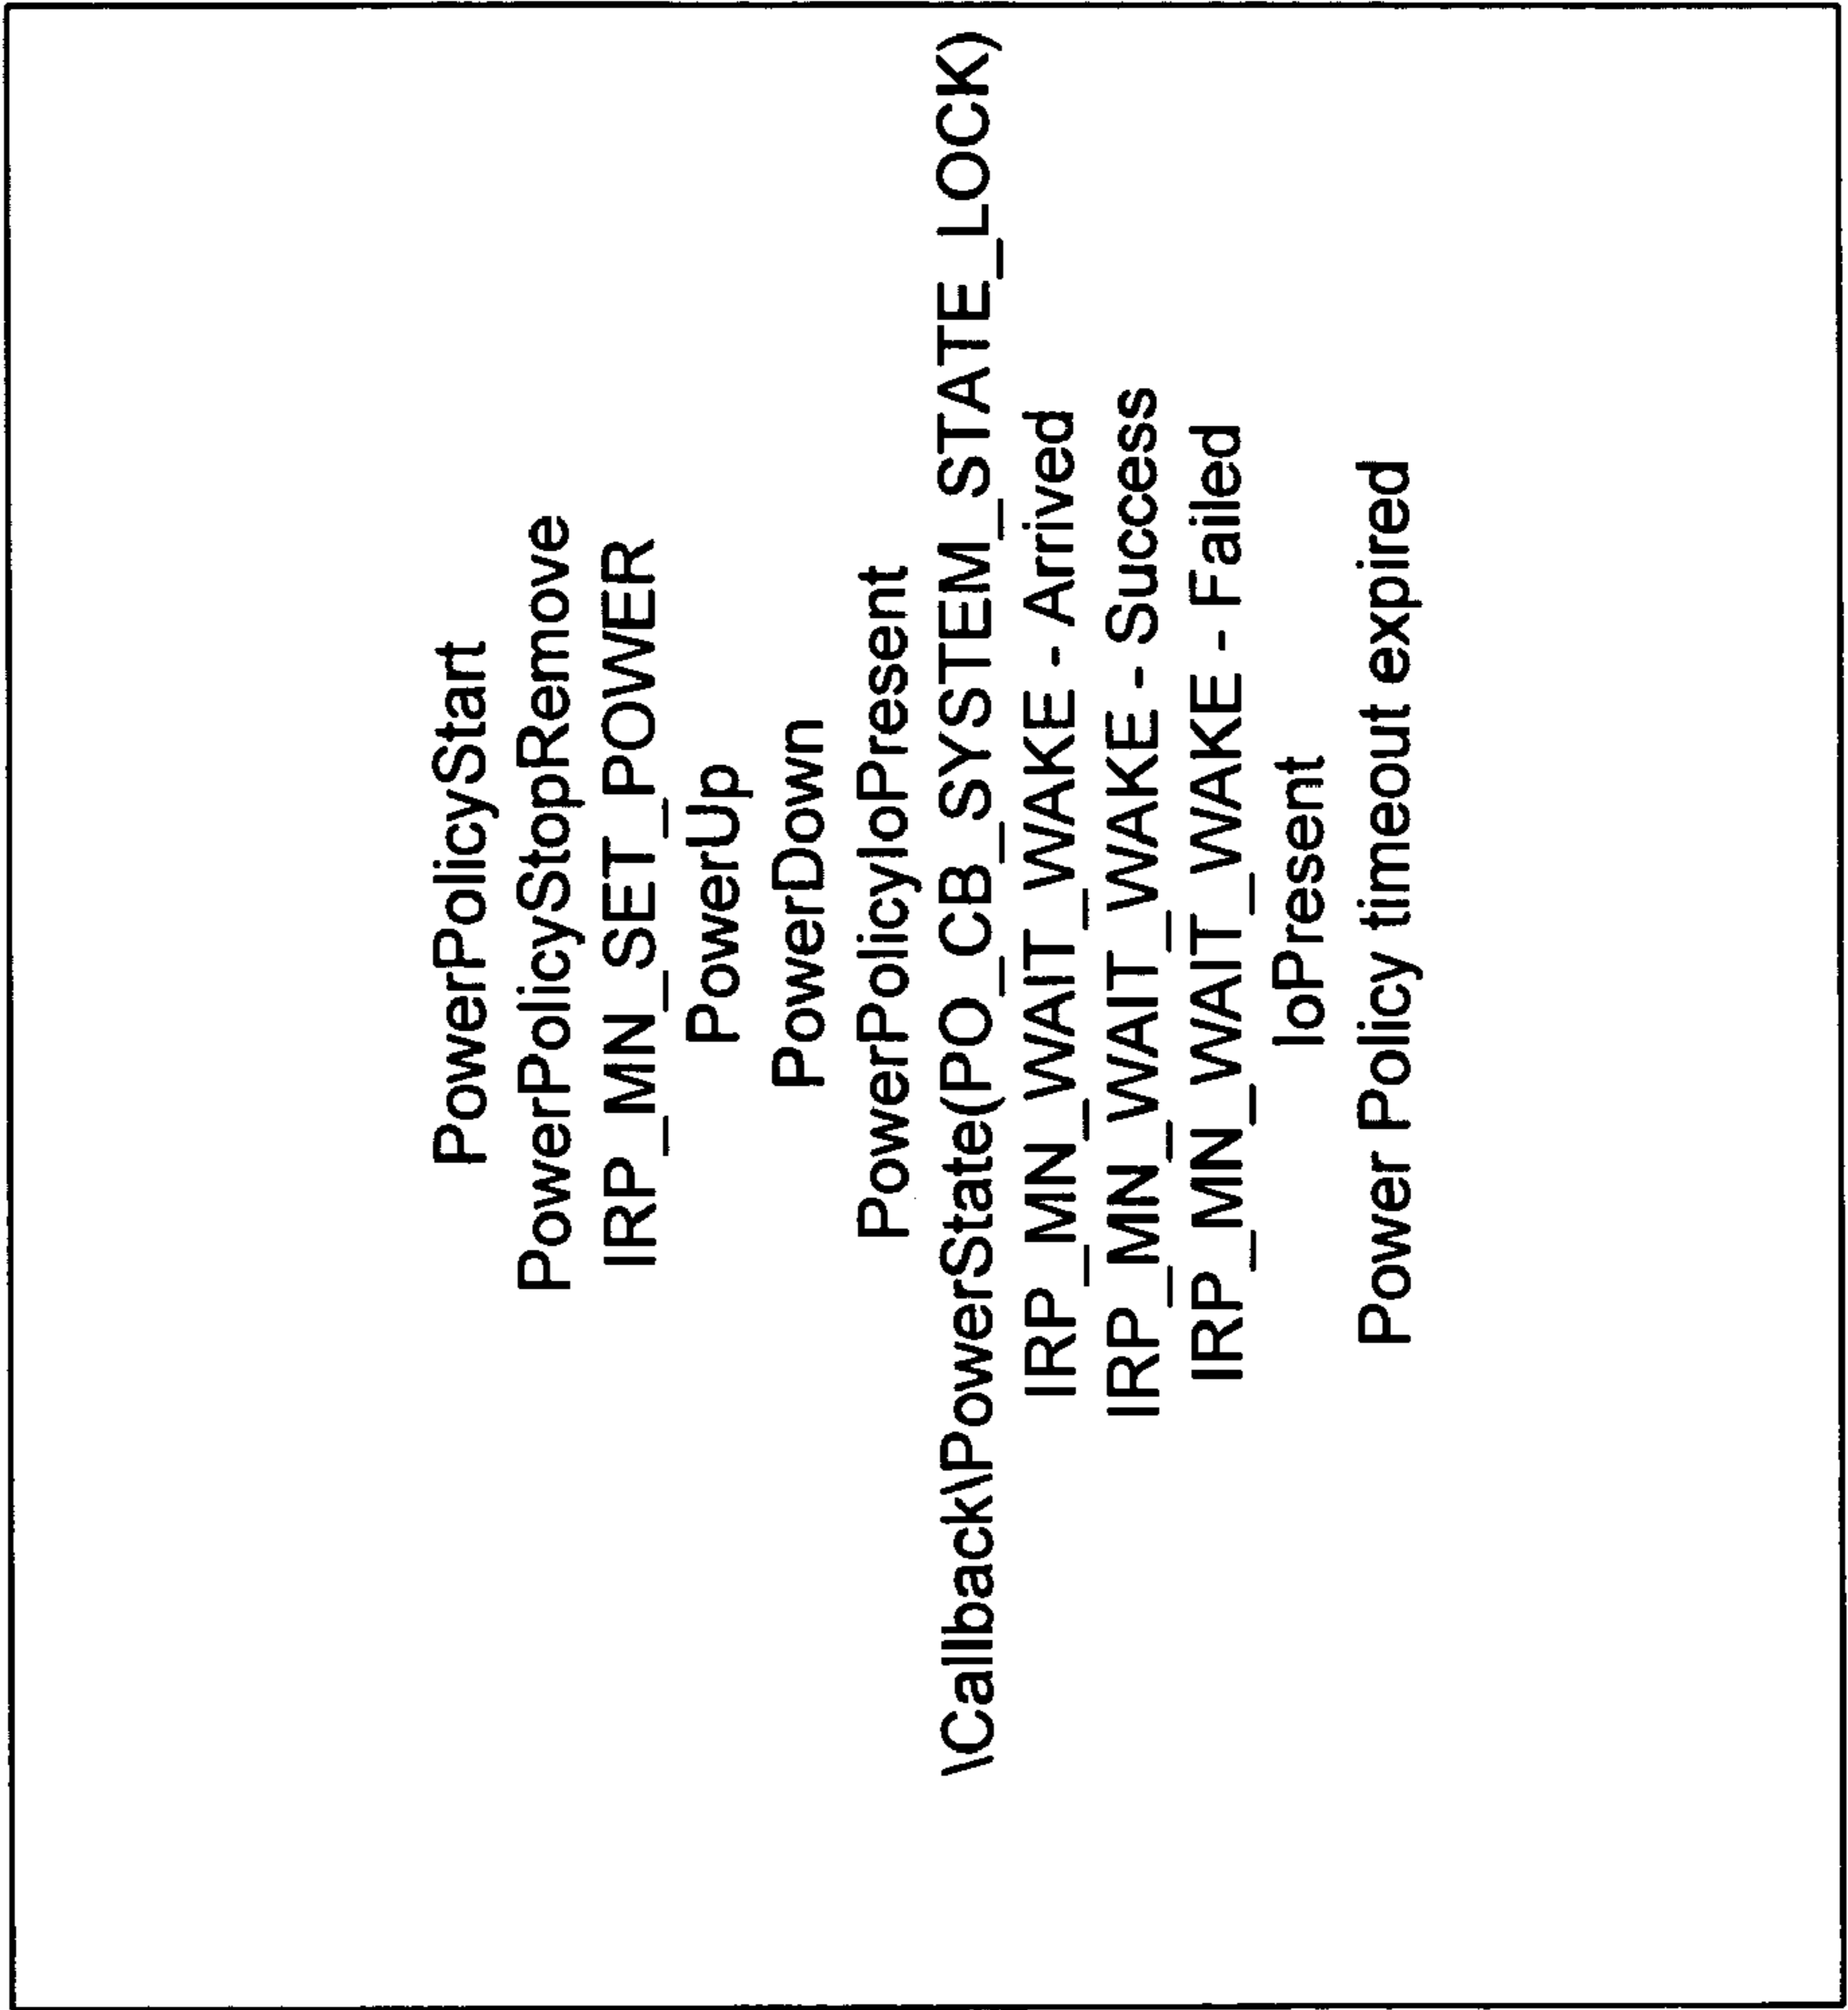 PowerPolicyStart
PowerPolicyStopRemove
IRP_MN_SET_POWER
PowerUp
PowerDown
PowerPolicyIoPresent
\Callback\PowerState(PO_CB_SYSTEM_STATE_LOCK)
IRP_MN_WAIT_WAKE - Arrived
IRP_MN_WAIT_WAKE - Success
IRP_MN_WAIT_WAKE - Failed
IoPresent
Power Policy timeout expired